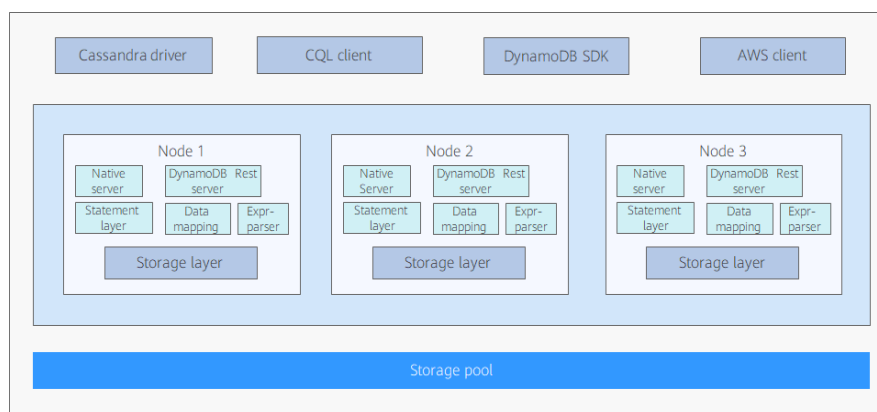 Cassandra driver
CQL client
DynamoDB SDK
AWS client
Node 1
Native
server
DynamoDB Rest
server
Statement
layer
Data
mapping
Expr-
parser
Storage layer
Node 2
Native
Server
DynamoDB Rest
server
Statement
layer
Data
mapping
Expr-
parser
Storage layer
Node 3
Native
server
DynamoDB Rest
server
Statement
layer
Data
mapping
Expr-
parser
Storage layer
Storage pool